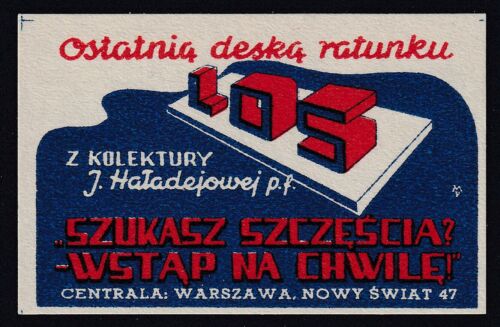 Ostatnią deską ratunku
LOS
Z KOLEKTURY
J. Haładejowej p.f.
„SZUKASZ SZCZĘŚCIA?
-WSTĄP NA CHWILĘ!"
CENTRALA: WARSZAWA, NOWY ŚWIAT 47